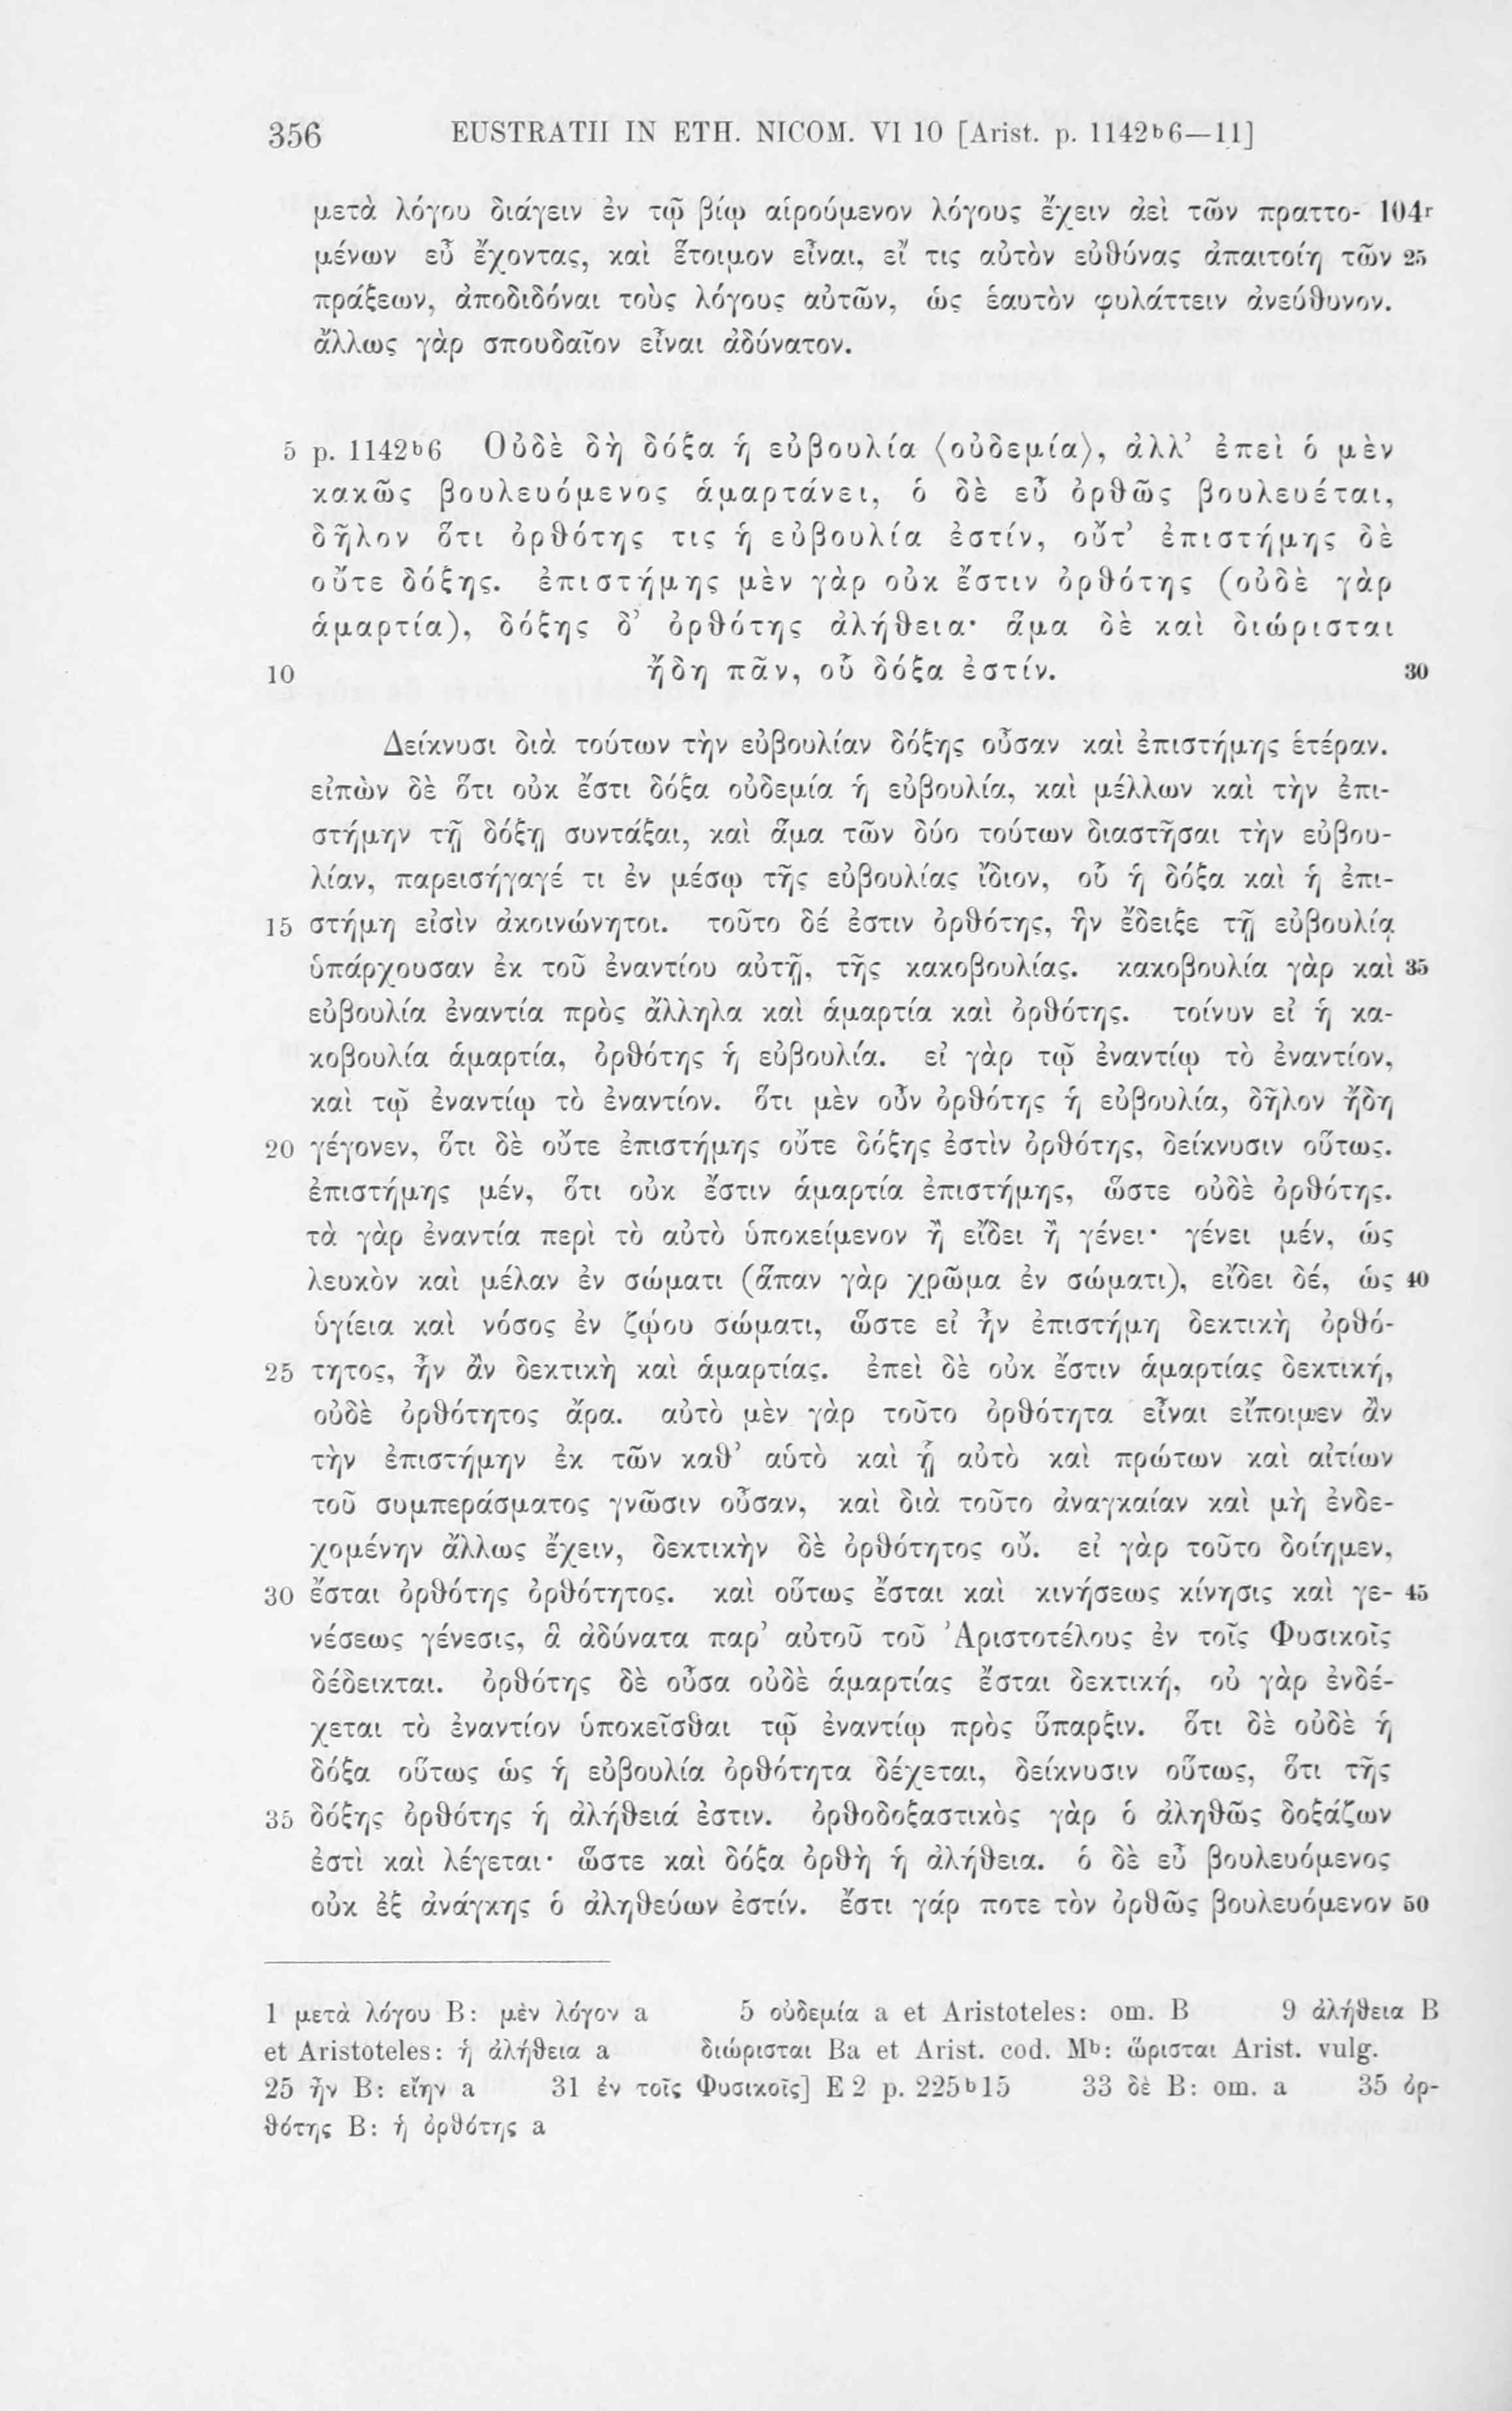 356 EUSTRATII IN ETH. NICOM. VI 10 [Arist. p. 1142ᵇ6—11]
μετὰ λόγου διάγειν ἐν τῷ βίῳ αἱρούμενον λόγους ἔχειν ἀεὶ τῶν πραττο- 104ʳ
μένων εὖ ἔχοντας, καὶ ἕτοιμον εἶναι, εἴ τις αὐτὸν εὐθύνας ἀπαιτοίη τῶν 25
πράξεων, ἀποδιδόναι τοὺς λόγους αὐτῶν, ὡς ἑαυτὸν φυλάττειν ἀνεύθυνον.
ἄλλως γὰρ σπουδαῖον εἶναι ἀδύνατον.
5 p. 1142ᵇ6 Οὐδὲ δὴ δόξα ἡ εὐβουλία ⟨οὐδεμία⟩, ἀλλ’ ἐπεὶ ὁ μὲν
κακῶς βουλευόμενος ἁμαρτάνει, ὁ δὲ εὖ ὀρθῶς βουλευέται,
δῆλον ὅτι ὀρθότης τις ἡ εὐβουλία ἐστίν, οὔτ’ ἐπιστήμης δὲ
οὔτε δόξης. ἐπιστήμης μὲν γὰρ οὐκ ἔστιν ὀρθότης (οὐδὲ γὰρ
ἁμαρτία), δόξης δ’ ὀρθότης ἀλήθεια· ἅμα δὲ καὶ διώρισται
10 ἤδη πᾶν, οὗ δόξα ἐστίν. 30
Δείκνυσι διὰ τούτων τὴν εὐβουλίαν δόξης οὖσαν καὶ ἐπιστήμης ἑτέραν.
εἰπὼν δὲ ὅτι οὐκ ἔστι δόξα οὐδεμία ἡ εὐβουλία, καὶ μέλλων καὶ τὴν ἐπι-
στήμην τῇ δόξῃ συντάξαι, καὶ ἅμα τῶν δύο τούτων διαστῆσαι τὴν εὐβου-
λίαν, παρεισήγαγέ τι ἐν μέσῳ τῆς εὐβουλίας ἴδιον, οὗ ἡ δόξα καὶ ἡ ἐπι-
15 στήμη εἰσὶν ἀκοινώνητοι. τοῦτο δέ ἐστιν ὀρθότης, ἣν ἔδειξε τῇ εὐβουλίᾳ
ὑπάρχουσαν ἐκ τοῦ ἐναντίου αὐτῇ, τῆς κακοβουλίας. κακοβουλία γὰρ καὶ 35
εὐβουλία ἐναντία πρὸς ἄλληλα καὶ ἁμαρτία καὶ ὀρθότης. τοίνυν εἰ ἡ κα-
κοβουλία ἁμαρτία, ὀρθότης ἡ εὐβουλία. εἰ γὰρ τῷ ἐναντίῳ τὸ ἐναντίον,
καὶ τῷ ἐναντίῳ τὸ ἐναντίον. ὅτι μὲν οὖν ὀρθότης ἡ εὐβουλία, δῆλον ἤδη
20 γέγονεν, ὅτι δὲ οὔτε ἐπιστήμης οὔτε δόξης ἐστὶν ὀρθότης, δείκνυσιν οὕτως.
ἐπιστήμης μέν, ὅτι οὐκ ἔστιν ἁμαρτία ἐπιστήμης, ὥστε οὐδὲ ὀρθότης.
τὰ γὰρ ἐναντία περὶ τὸ αὐτὸ ὑποκείμενον ἢ εἴδει ἢ γένει· γένει μέν, ὡς
λευκὸν καὶ μέλαν ἐν σώματι (ἅπαν γὰρ χρῶμα ἐν σώματι), εἴδει δέ, ὡς 40
ὑγίεια καὶ νόσος ἐν ζῴου σώματι, ὥστε εἰ ἦν ἐπιστήμη δεκτικὴ ὀρθό-
25 τητος, ἦν ἂν δεκτικὴ καὶ ἁμαρτίας. ἐπεὶ δὲ οὐκ ἔστιν ἁμαρτίας δεκτική,
οὐδὲ ὀρθότητος ἄρα. αὐτὸ μὲν γὰρ τοῦτο ὀρθότητα εἶναι εἴποιμεν ἂν
τὴν ἐπιστήμην ἐκ τῶν καθ’ αὑτὸ καὶ ᾗ αὐτὸ καὶ πρώτων καὶ αἰτίων
τοῦ συμπεράσματος γνῶσιν οὖσαν, καὶ διὰ τοῦτο ἀναγκαίαν καὶ μὴ ἐνδε-
χομένην ἄλλως ἔχειν, δεκτικὴν δὲ ὀρθότητος οὔ. εἰ γὰρ τοῦτο δοίημεν,
30 ἔσται ὀρθότης ὀρθότητος. καὶ οὕτως ἔσται καὶ κινήσεως κίνησις καὶ γε- 45
νέσεως γένεσις, ἃ ἀδύνατα παρ’ αὐτοῦ τοῦ Ἀριστοτέλους ἐν τοῖς Φυσικοῖς
δέδεικται. ὀρθότης δὲ οὖσα οὐδὲ ἁμαρτίας ἔσται δεκτική, οὐ γὰρ ἐνδέ-
χεται τὸ ἐναντίον ὑποκεῖσθαι τῷ ἐναντίῳ πρὸς ὕπαρξιν. ὅτι δὲ οὐδὲ ἡ
δόξα οὕτως ὡς ἡ εὐβουλία ὀρθότητα δέχεται, δείκνυσιν οὕτως, ὅτι τῆς
35 δόξης ὀρθότης ἡ ἀλήθειά ἐστιν. ὀρθοδοξαστικὸς γὰρ ὁ ἀληθῶς δοξάζων
ἐστὶ καὶ λέγεται· ὥστε καὶ δόξα ὀρθὴ ἡ ἀλήθεια. ὁ δὲ εὖ βουλευόμενος
οὐκ ἐξ ἀνάγκης ὁ ἀληθεύων ἐστίν. ἔστι γάρ ποτε τὸν ὀρθῶς βουλευόμενον 50
1 μετὰ λόγου B: μὲν λόγον a 5 οὐδεμία a et Aristoteles: om. B 9 ἀλήθεια B
et Aristoteles: ἡ ἀλήθεια a διώρισται Ba et Arist. cod. Mᵇ: ὥρισται Arist. vulg.
25 ἦν B: εἴην a 31 ἐν τοῖς Φυσικοῖς] E 2 p. 225ᵇ15 33 δὲ B: om. a 35 ὀρ-
θότης B: ἡ ὀρθότης a